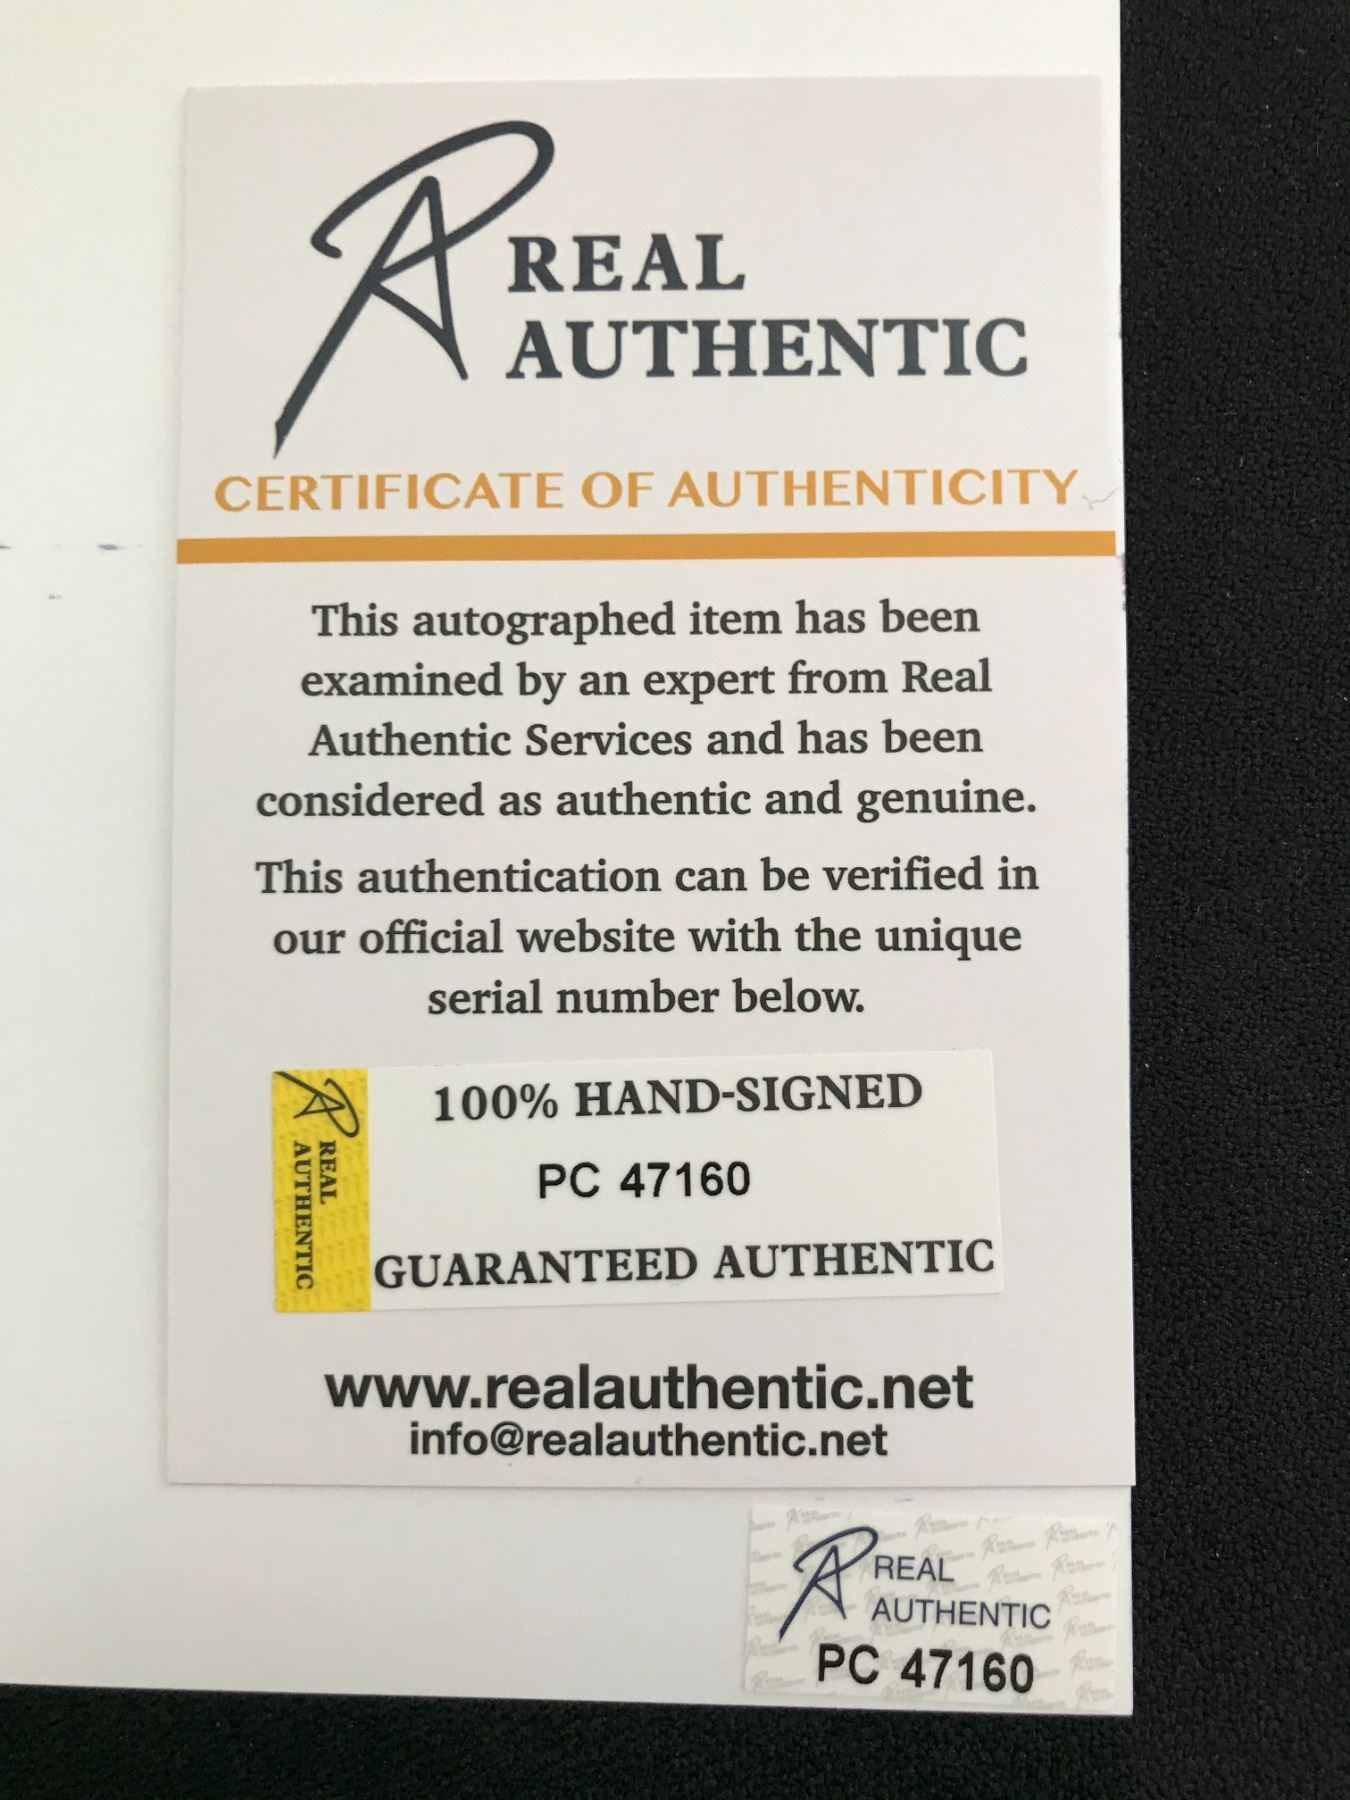 REAL
AUTHENTIC
CERTIFICATE OF AUTHENTICITY
This autographed item has been
examined by an expert from Real
Authentic Services and has been
considered as authentic and genuine.
This authentication can be verified in
our official website with the unique
serial number below.
REAL
AUTHENTIC
100% HAND-SIGNED
PC 47160
GUARANTEED AUTHENTIC
www.realauthentic.net
info@realauthentic.net
REAL
AUTHENTIC
PC 47160